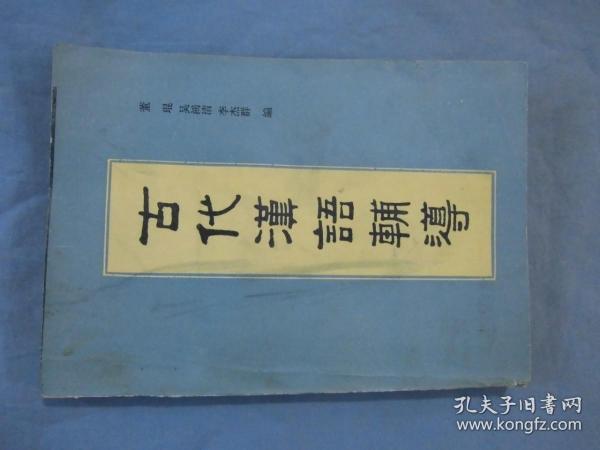 董琨 吴鸿清 李杰群 编
古代漢語輔導
孔夫子旧书网
www.kongfz.com